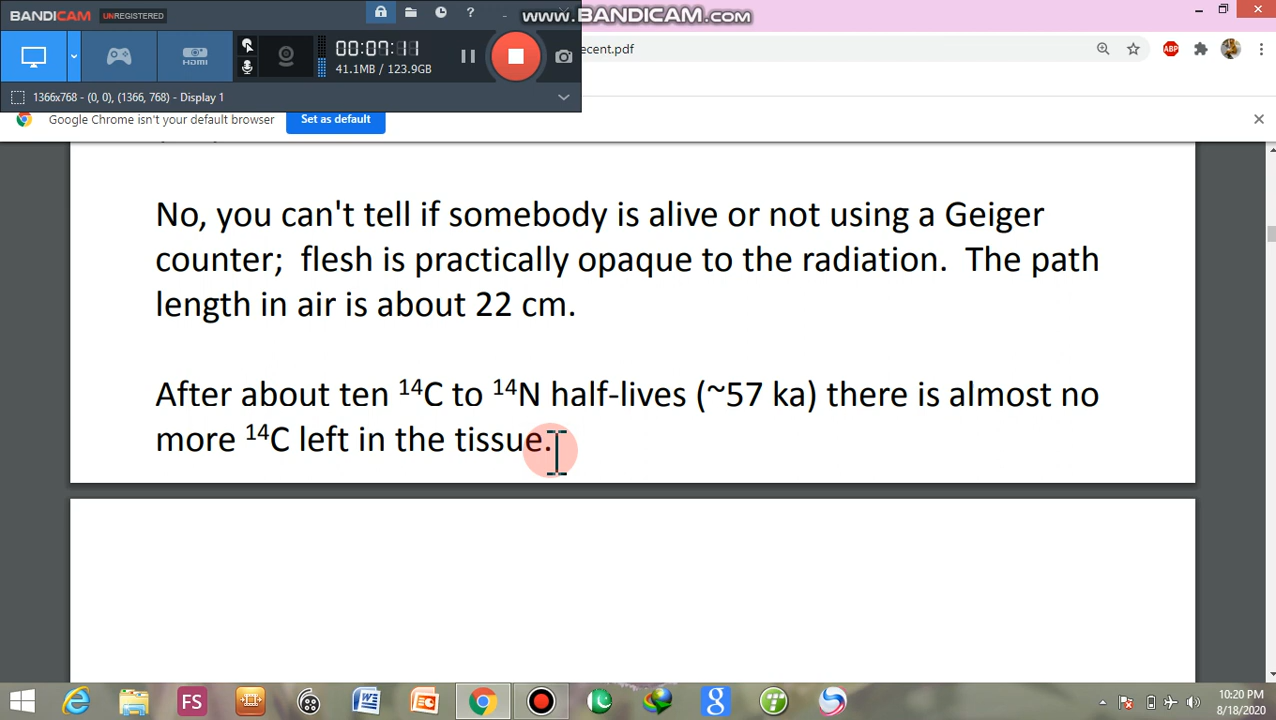 BANDICAM UNREGISTERED
www.BANDICAM.com
HDMI
00:07:11
41.1MB / 123.9GB
ecent.pdf
ABP
1366x768 - (0, 0), (1366, 768) - Display 1
Google Chrome isn't your default browser
Set as default
No, you can't tell if somebody is alive or not using a Geiger
counter; flesh is practically opaque to the radiation. The path
length in air is about 22 cm.
After about ten ¹⁴C to ¹⁴N half-lives (~57 ka) there is almost no
more ¹⁴C left in the tissue.
FS
10:20 PM
8/18/2020